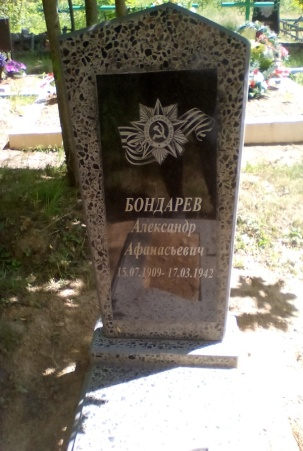 БОНДАРЕВ
Александр
Афанасьевич
15.07.1909- 17.03.1942